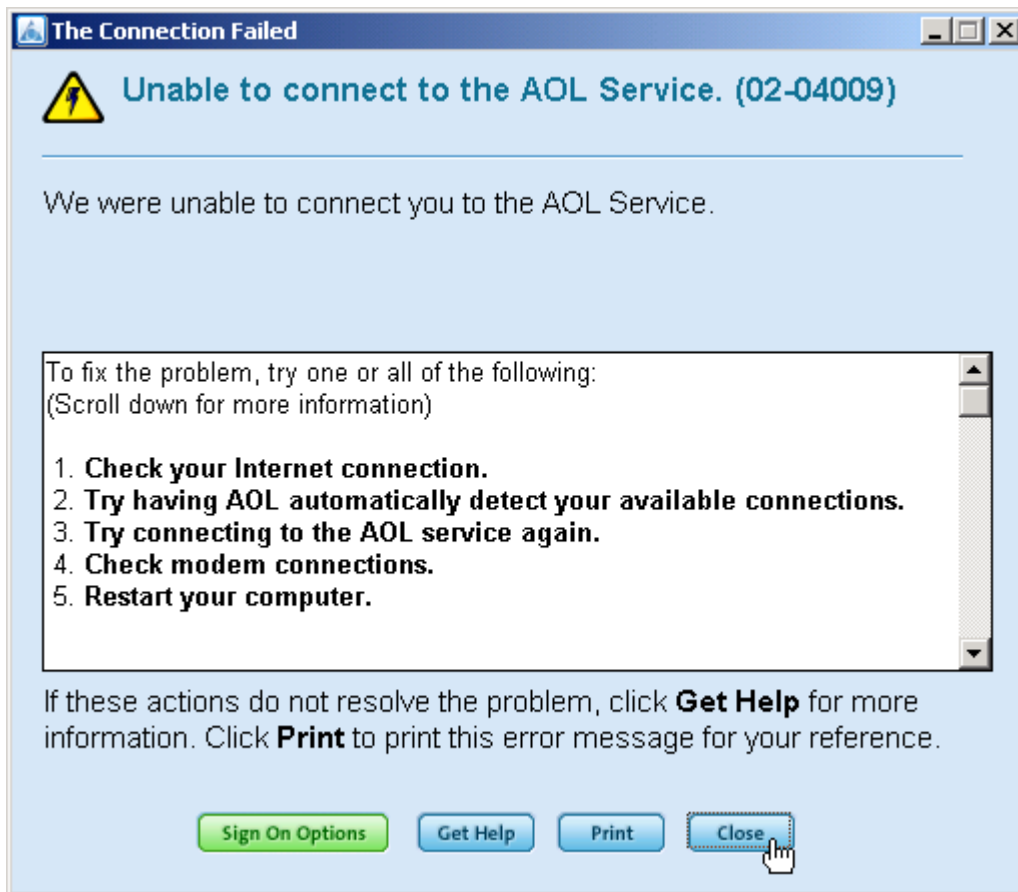 The Connection Failed
Unable to connect to the AOL Service. (02-04009)
We were unable to connect you to the AOL Service.
To fix the problem, try one or all of the following:
(Scroll down for more information)
1. Check your Internet connection.
2. Try having AOL automatically detect your available connections.
3. Try connecting to the AOL service again.
4. Check modem connections.
5. Restart your computer.
If these actions do not resolve the problem, click Get Help for more
information. Click Print to print this error message for your reference.
Sign On Options Get Help Print Close